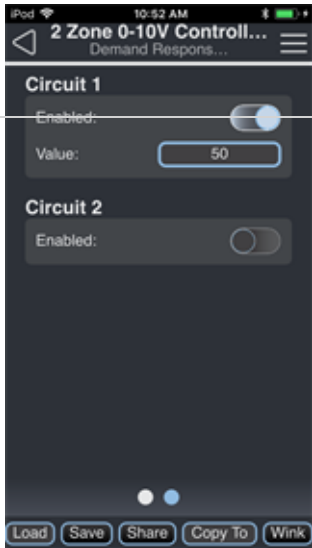 iPod 10:52 AM
2 Zone 0-10V Controll...
Demand Respons...
Circuit 1
Enabled:
Value: 50
Circuit 2
Enabled:
Load Save Share Copy To Wink